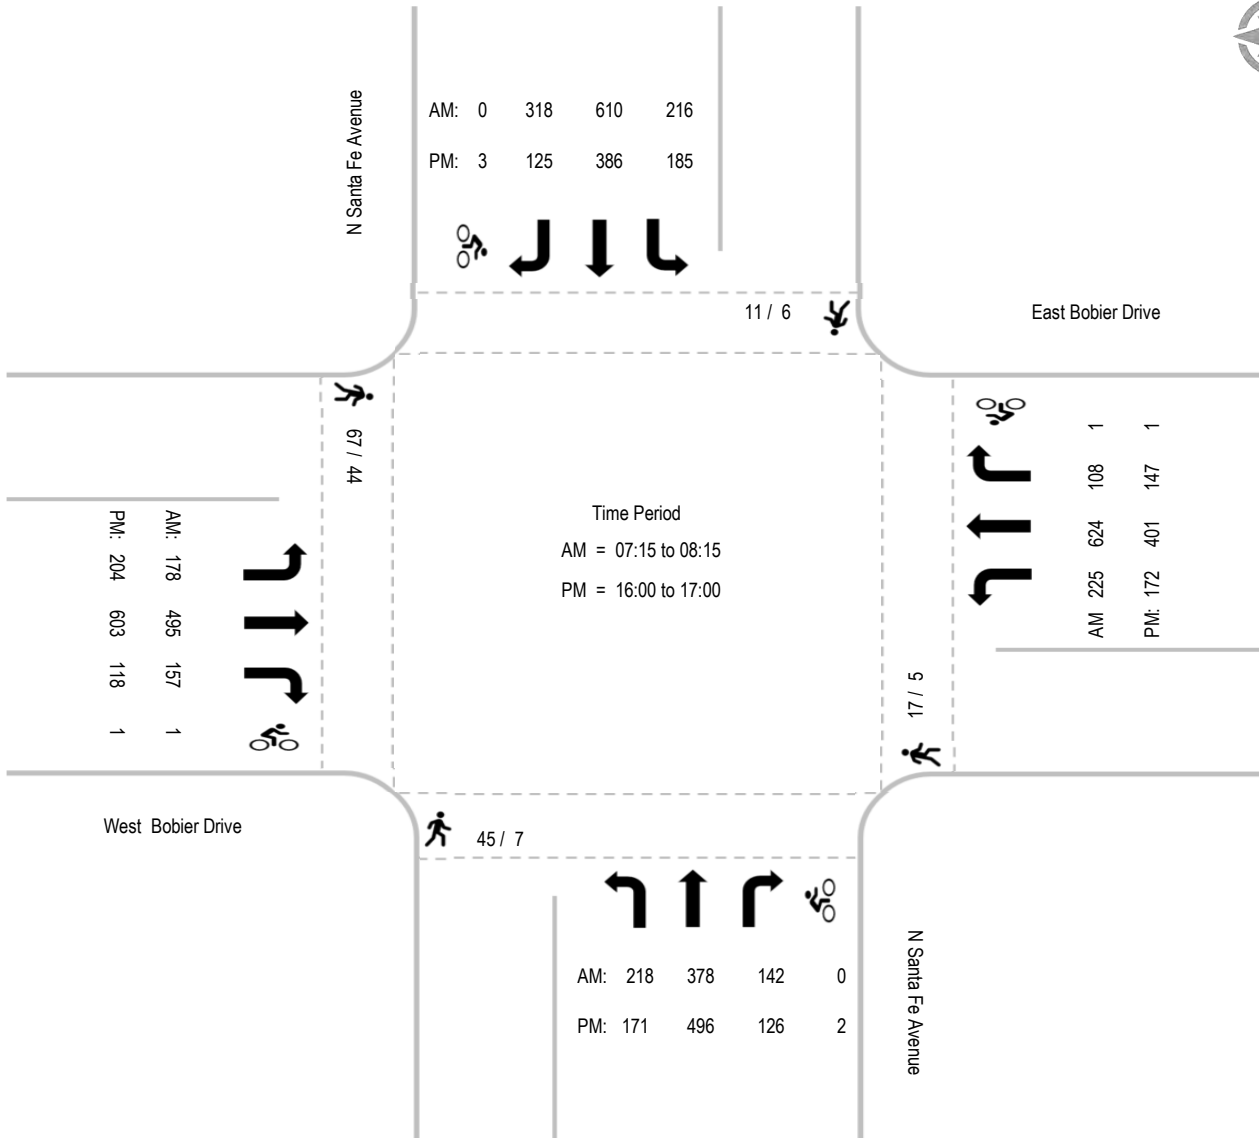 N Santa Fe Avenue
AM: 0 318 610 216
PM: 3 125 386 185
11 / 6
East Bobier Drive
67 / 44
AM 225 624 108 1
PM: 172 401 147 1
Time Period
AM = 07:15 to 08:15
PM = 16:00 to 17:00
AM: 178 495 157 1
PM: 204 603 118 1
17 / 5
West Bobier Drive
45 / 7
AM: 218 378 142 0
PM: 171 496 126 2
N Santa Fe Avenue